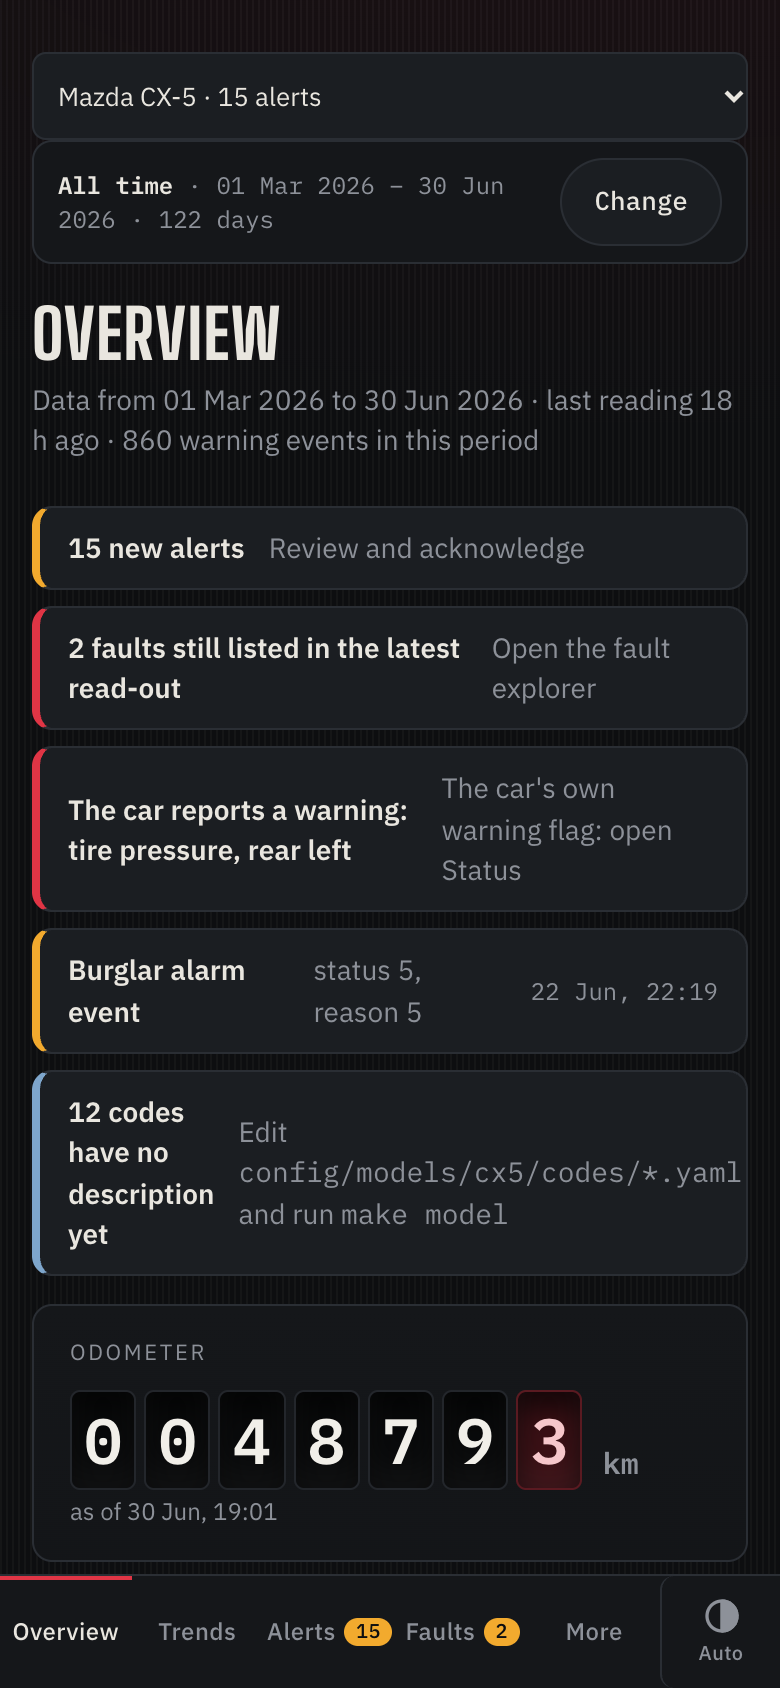 Mazda CX-5 · 15 alerts
All time · 01 Mar 2026 – 30 Jun
2026 · 122 days
Change
OVERVIEW
Data from 01 Mar 2026 to 30 Jun 2026 · last reading 18
h ago · 860 warning events in this period
15 new alerts Review and acknowledge
2 faults still listed in the latest
read-out
Open the fault
explorer
The car reports a warning:
tire pressure, rear left
The car's own
warning flag: open
Status
Burglar alarm
event
status 5,
reason 5
22 Jun, 22:19
12 codes
have no
description
yet
Edit
config/models/cx5/codes/*.yaml
and run make model
ODOMETER
0 0 4 8 7 9 3 km
as of 30 Jun, 19:01
Overview Trends Alerts 15 Faults 2 More Auto